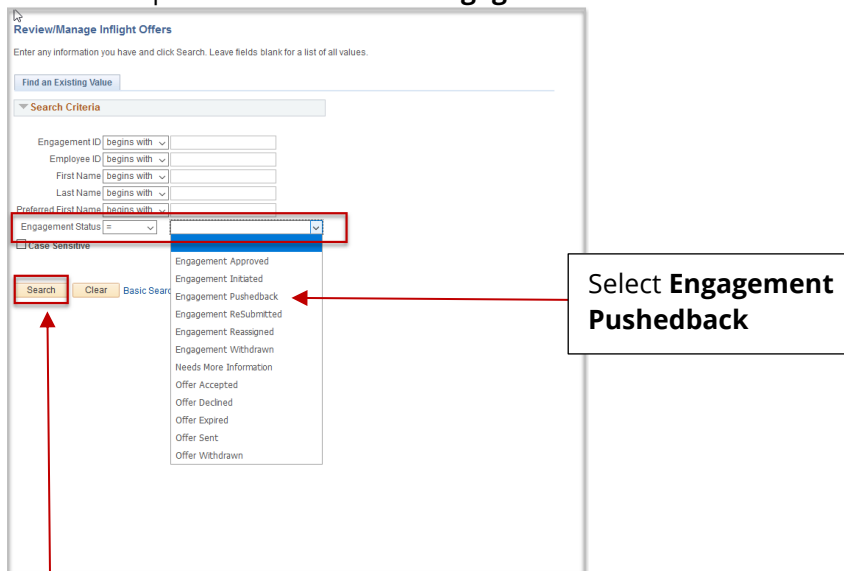 Review/Manage Inflight Offers
Enter any information you have and click Search. Leave fields blank for a list of all values.
Find an Existing Value
Search Criteria
Engagement ID begins with
Employee ID begins with
First Name begins with
Last Name begins with
Preferred First Name begins with
Engagement Status =
Case Sensitive
Engagement Approved
Engagement Initiated
Search Clear Basic Searc
Engagement Pushedback
Engagement ReSubmitted
Engagement Reassigned
Engagement Withdrawn
Needs More Information
Offer Accepted
Offer Declined
Offer Expired
Offer Sent
Offer Withdrawn
Select Engagement
Pushedback